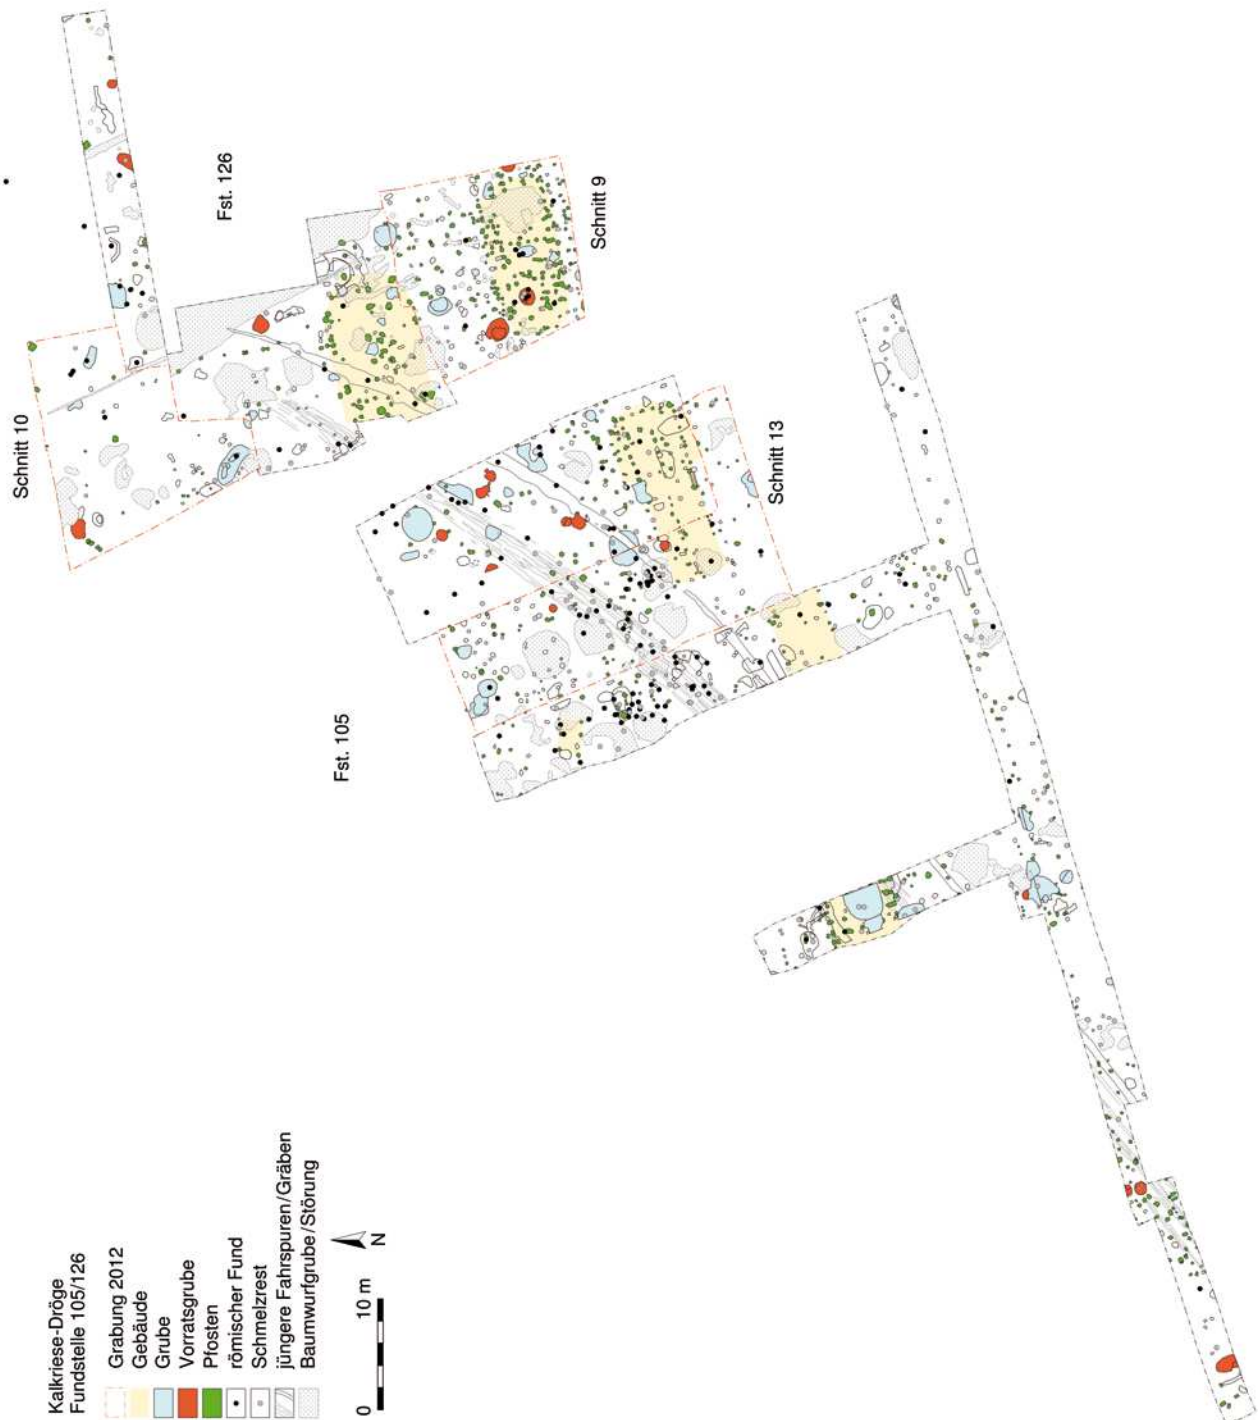 Kalkriese-Dröge
Fundstelle 105/126
Grabung 2012
Gebäude
Grube
Vorratsgrube
Pfosten
römischer Fund
Schmelzrest
jüngere Fahrspuren/Gräben
Baumwurfgrube/Störung
0
10 m
N
Schnitt 10
Fst. 126
Schnitt 9
Fst. 105
Schnitt 13